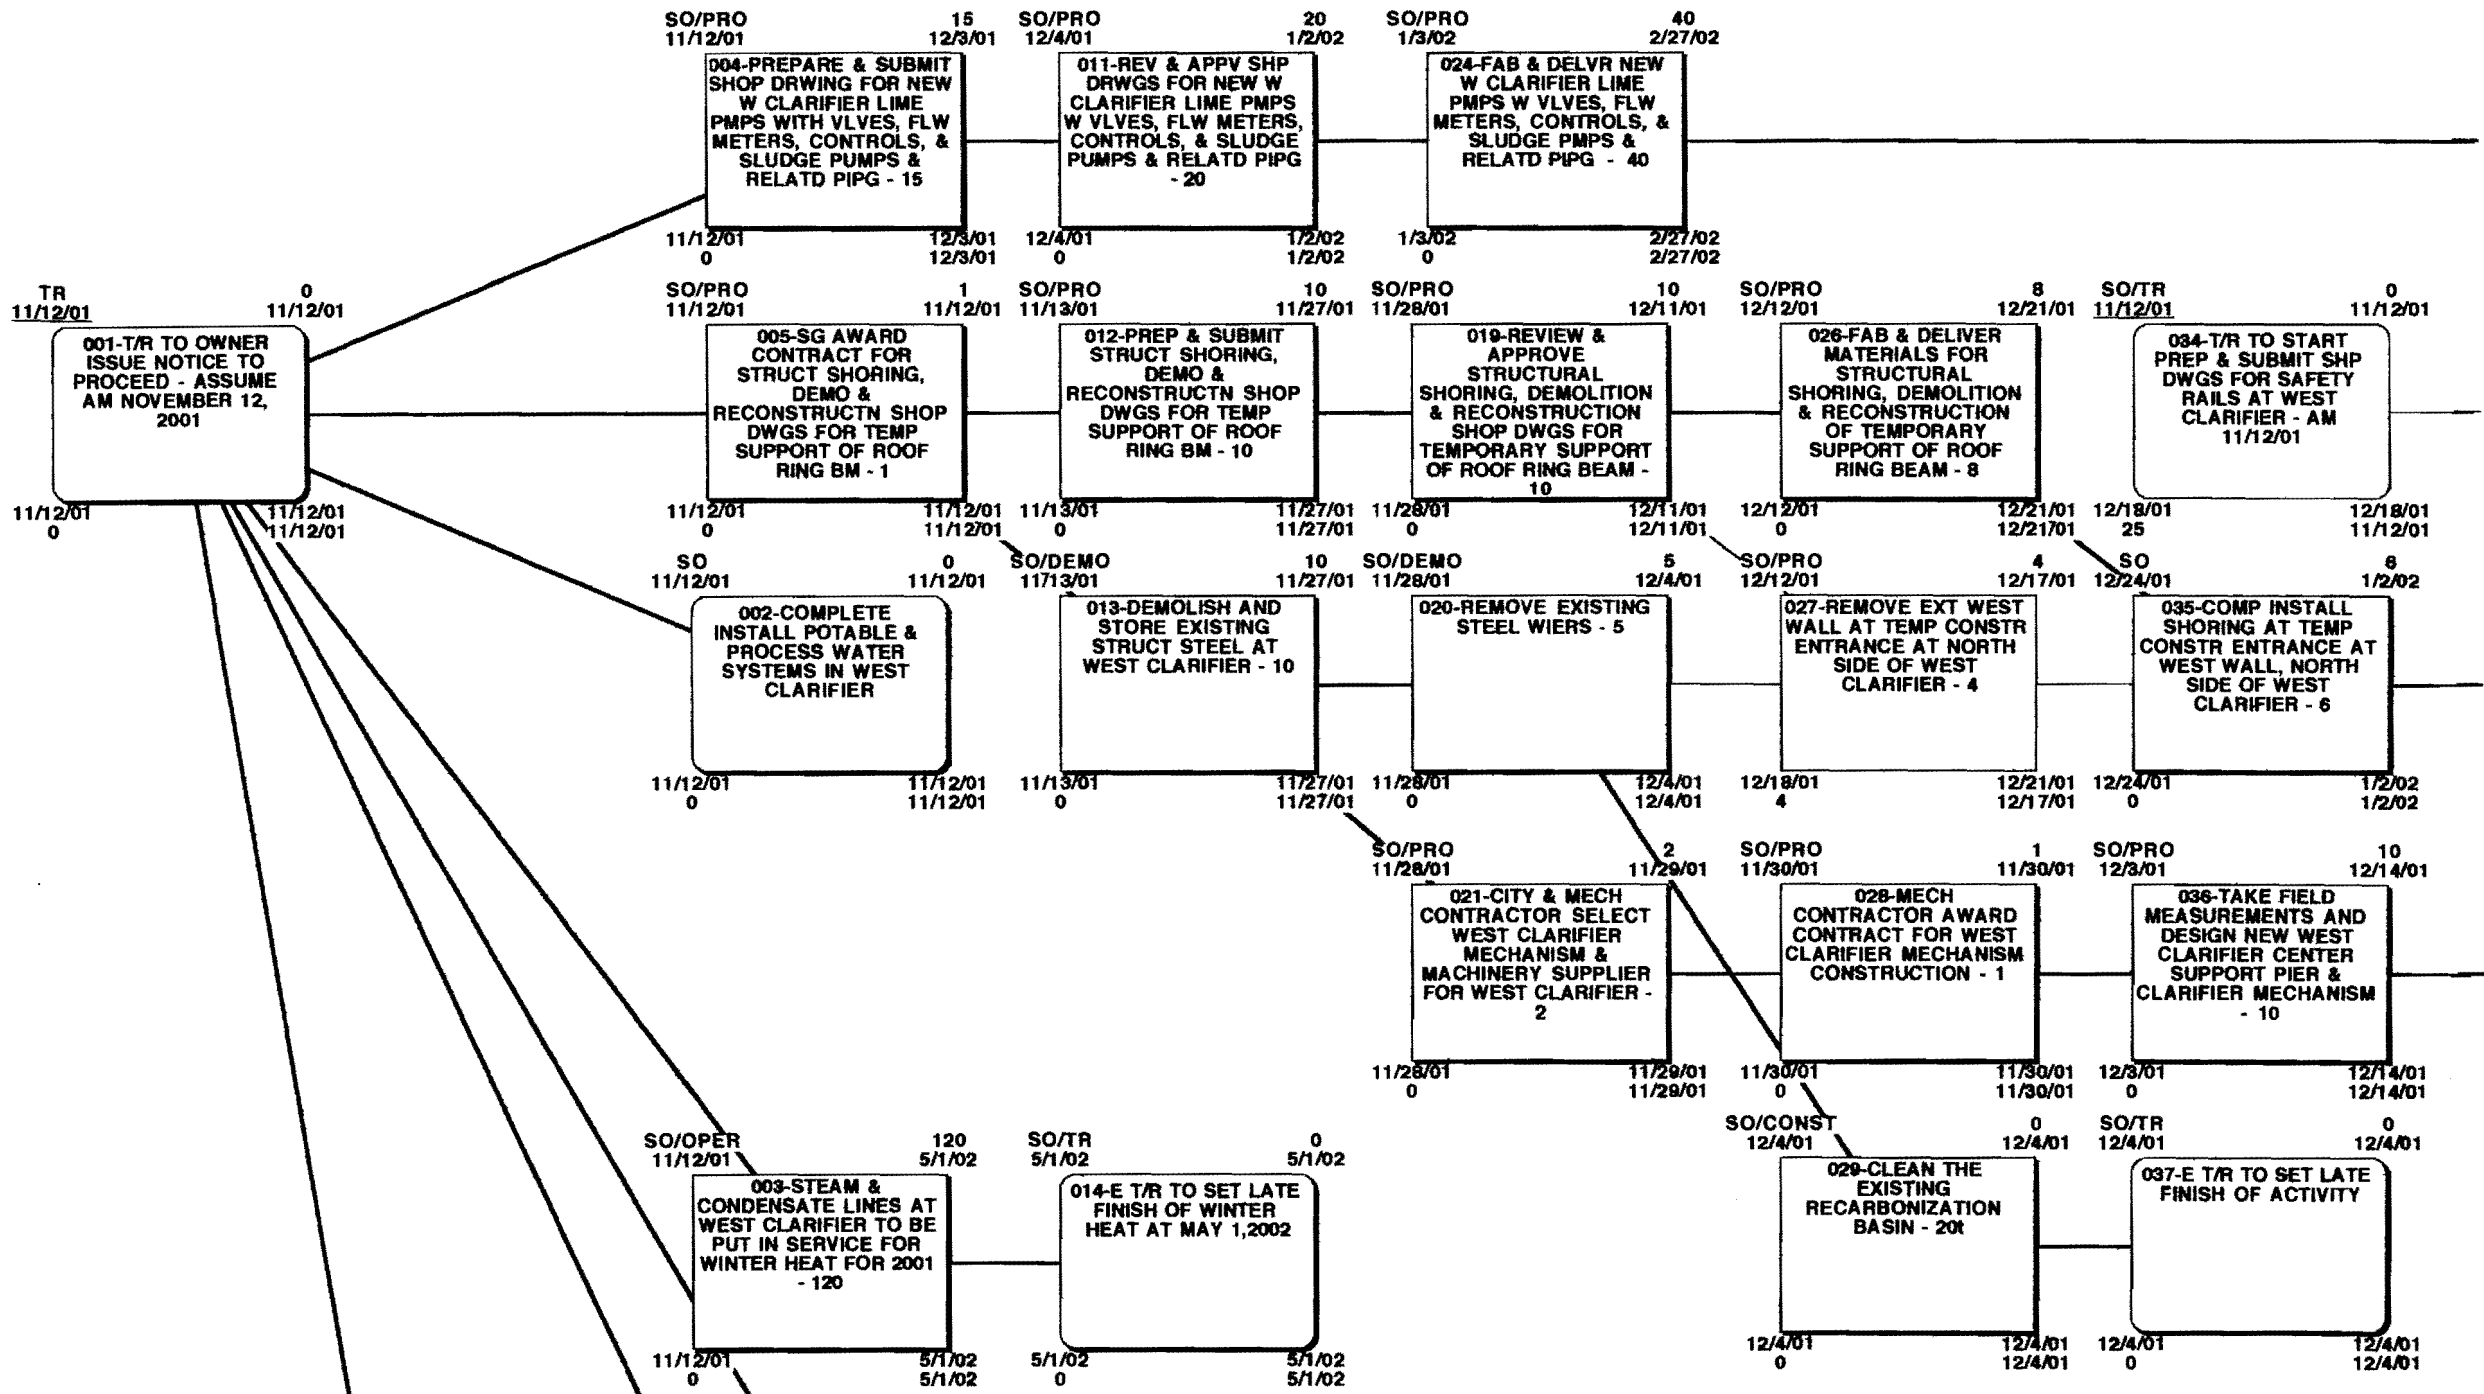 SO/PRO 15
11/12/01 12/3/01
004-PREPARE & SUBMIT
SHOP DRWING FOR NEW
W CLARIFIER LIME
PMPS WITH VLVES, FLW
METERS, CONTROLS, &
SLUDGE PUMPS &
RELATD PIPG - 15
11/12/01 12/3/01
0 12/3/01
SO/PRO 20
12/4/01 1/2/02
011-REV & APPV SHP
DRWGS FOR NEW W
CLARIFIER LIME PMPS
W VLVES, FLW METERS,
CONTROLS, & SLUDGE
PUMPS & RELATD PIPG
- 20
12/4/01 1/2/02
0 1/2/02
SO/PRO 40
1/3/02 2/27/02
024-FAB & DELVR NEW
W CLARIFIER LIME
PMPS W VLVES, FLW
METERS, CONTROLS, &
SLUDGE PMPS &
RELATD PIPG - 40
1/3/02 2/27/02
0 2/27/02
TR 0
11/12/01 11/12/01
001-T/R TO OWNER
ISSUE NOTICE TO
PROCEED - ASSUME
AM NOVEMBER 12,
2001
11/12/01 11/12/01
0 11/12/01
SO/PRO 1
11/12/01 11/12/01
005-SG AWARD
CONTRACT FOR
STRUCT SHORING,
DEMO &
RECONSTRUCTN SHOP
DWGS FOR TEMP
SUPPORT OF ROOF
RING BM - 1
11/12/01 11/12/01
0 11/12/01
SO/PRO 10
11/13/01 11/27/01
012-PREP & SUBMIT
STRUCT SHORING,
DEMO &
RECONSTRUCTN SHOP
DWGS FOR TEMP
SUPPORT OF ROOF
RING BM - 10
11/13/01 11/27/01
0 11/27/01
SO/PRO 10
11/28/01 12/11/01
019-REVIEW &
APPROVE
STRUCTURAL
SHORING, DEMOLITION
& RECONSTRUCTION
SHOP DWGS FOR
TEMPORARY SUPPORT
OF ROOF RING BEAM -
10
11/28/01 12/11/01
0 12/11/01
SO/PRO 8
12/12/01 12/21/01
026-FAB & DELIVER
MATERIALS FOR
STRUCTURAL
SHORING, DEMOLITION
& RECONSTRUCTION
OF TEMPORARY
SUPPORT OF ROOF
RING BEAM - 8
12/12/01 12/21/01
0 12/21/01
SO/TR 0
11/12/01 11/12/01
034-T/R TO START
PREP & SUBMIT SHP
DWGS FOR SAFETY
RAILS AT WEST
CLARIFIER - AM
11/12/01
12/18/01 12/18/01
25 11/12/01
SO 0
11/12/01 11/12/01
002-COMPLETE
INSTALL POTABLE &
PROCESS WATER
SYSTEMS IN WEST
CLARIFIER
11/12/01 11/12/01
0 11/12/01
SO/DEMO 10
11/13/01 11/27/01
013-DEMOLISH AND
STORE EXISTING
STRUCT STEEL AT
WEST CLARIFIER - 10
11/13/01 11/27/01
0 11/27/01
SO/DEMO 5
11/28/01 12/4/01
020-REMOVE EXISTING
STEEL WIERS - 5
11/28/01 12/4/01
0 12/4/01
SO/PRO 4
12/12/01 12/17/01
027-REMOVE EXT WEST
WALL AT TEMP CONSTR
ENTRANCE AT NORTH
SIDE OF WEST
CLARIFIER - 4
12/18/01 12/21/01
4 12/17/01
SO 6
12/24/01 1/2/02
035-COMP INSTALL
SHORING AT TEMP
CONSTR ENTRANCE AT
WEST WALL, NORTH
SIDE OF WEST
CLARIFIER - 6
12/24/01 1/2/02
0 1/2/02
SO/PRO 2
11/28/01 11/29/01
021-CITY & MECH
CONTRACTOR SELECT
WEST CLARIFIER
MECHANISM &
MACHINERY SUPPLIER
FOR WEST CLARIFIER -
2
11/28/01 11/29/01
0 11/29/01
SO/PRO 1
11/30/01 11/30/01
028-MECH
CONTRACTOR AWARD
CONTRACT FOR WEST
CLARIFIER MECHANISM
CONSTRUCTION - 1
11/30/01 11/30/01
0 11/30/01
SO/PRO 10
12/3/01 12/14/01
036-TAKE FIELD
MEASUREMENTS AND
DESIGN NEW WEST
CLARIFIER CENTER
SUPPORT PIER &
CLARIFIER MECHANISM
- 10
12/3/01 12/14/01
0 12/14/01
SO/OPER 120
11/12/01 5/1/02
003-STEAM &
CONDENSATE LINES AT
WEST CLARIFIER TO BE
PUT IN SERVICE FOR
WINTER HEAT FOR 2001
- 120
11/12/01 5/1/02
0 5/1/02
SO/TR 0
5/1/02 5/1/02
014-E T/R TO SET LATE
FINISH OF WINTER
HEAT AT MAY 1,2002
5/1/02 5/1/02
0 5/1/02
SO/CONST 0
12/4/01 12/4/01
029-CLEAN THE
EXISTING
RECARBONIZATION
BASIN - 20t
12/4/01 12/4/01
0 12/4/01
SO/TR 0
12/4/01 12/4/01
037-E T/R TO SET LATE
FINISH OF ACTIVITY
12/4/01 12/4/01
0 12/4/01